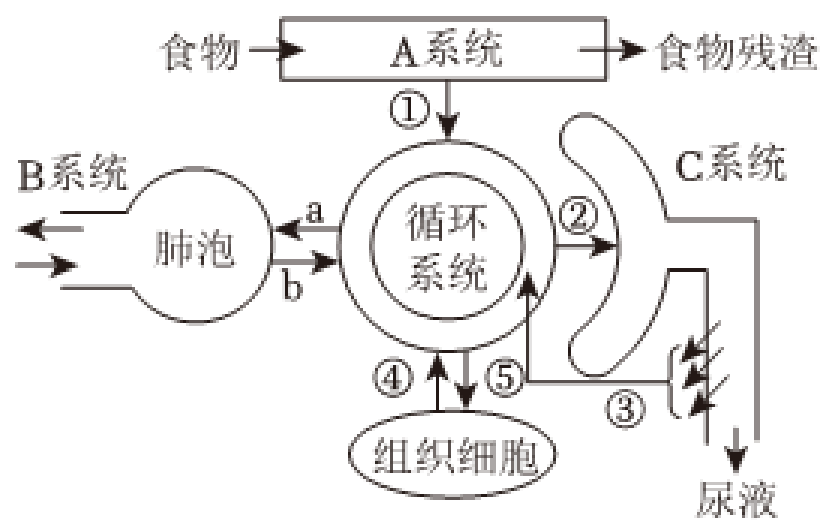 食物
A系统
食物残渣
①
B系统
C系统
a
循环
系统
②
肺泡
b
④
⑤
③
组织细胞
尿液